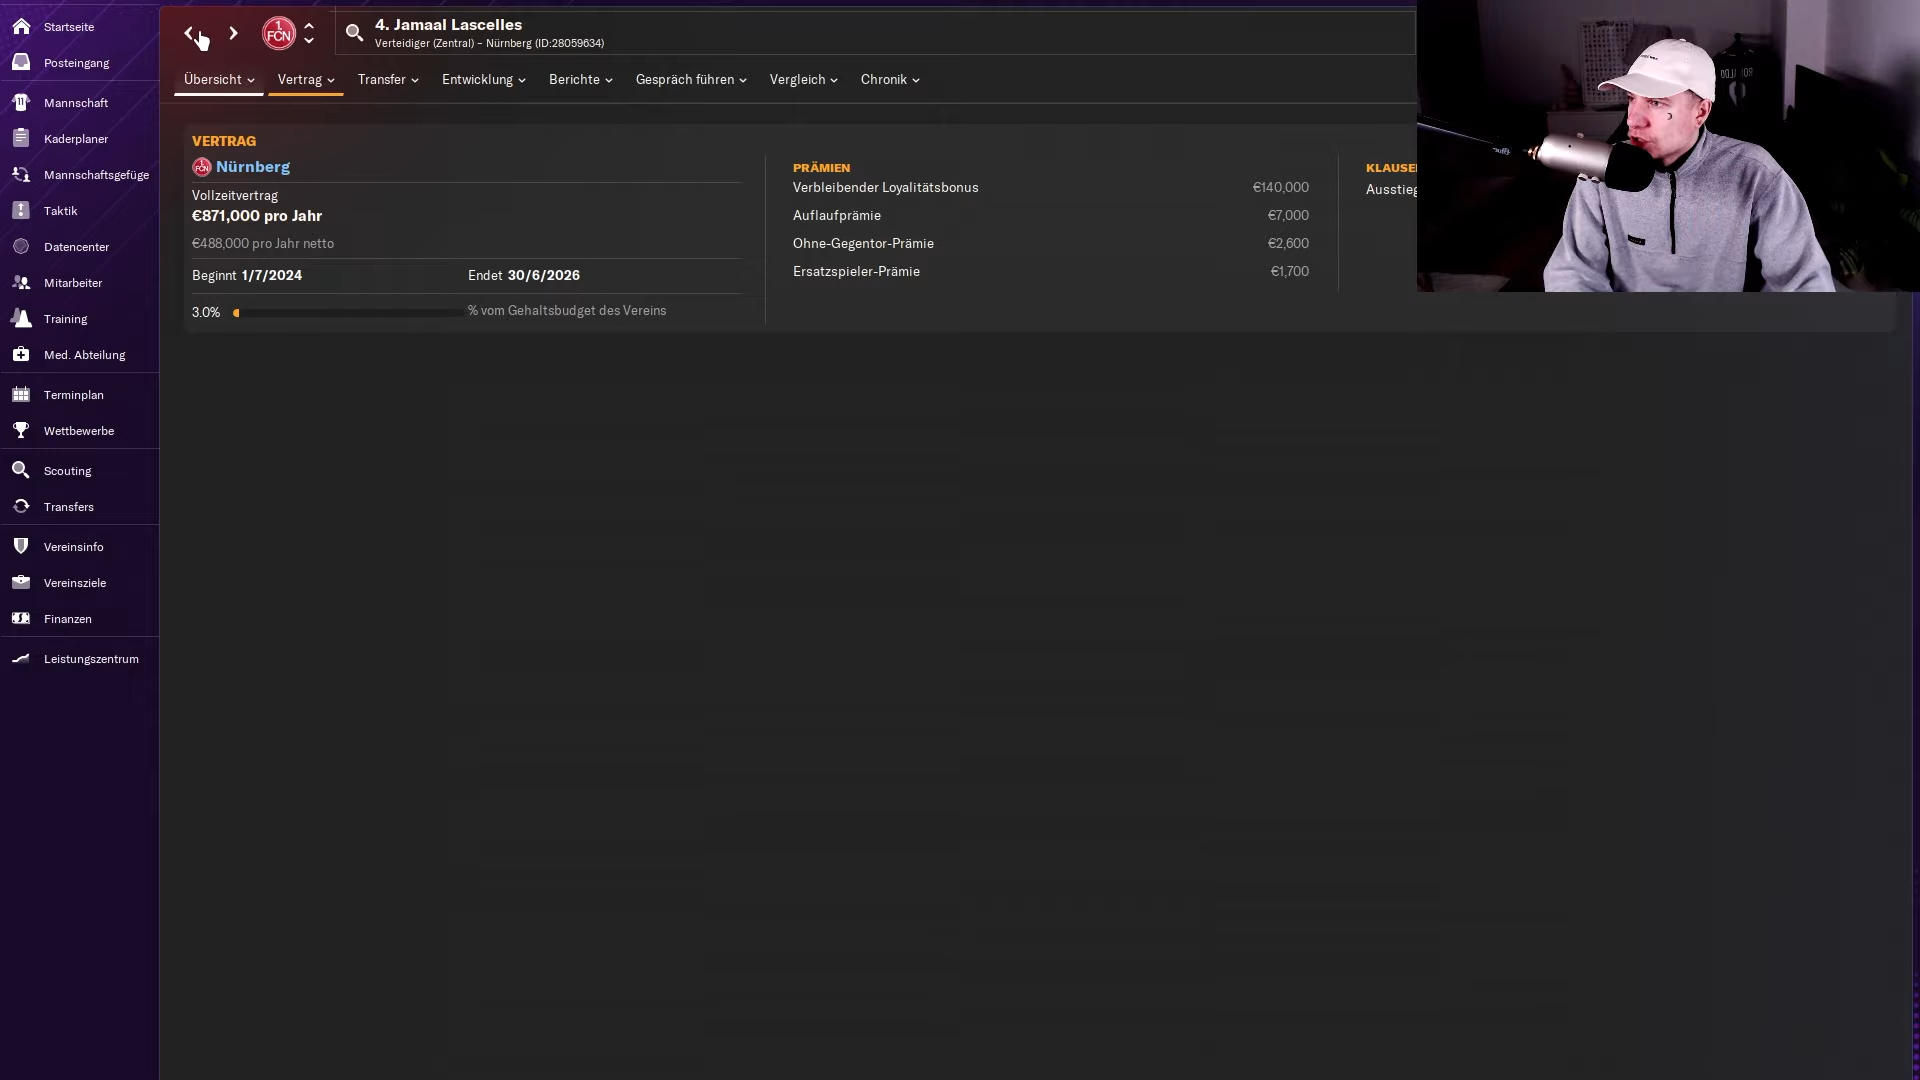 Startseite
Posteingang
Mannschaft
Kaderplaner
Mannschaftsgefüge
Taktik
Datencenter
Mitarbeiter
Training
Med. Abteilung
Terminplan
Wettbewerbe
Scouting
Transfers
Vereinsinfo
Vereinsziele
Finanzen
Leistungszentrum
4. Jamaal Lascelles
Verteidiger (Zentral) – Nürnberg (ID:28059634)
Übersicht Vertrag Transfer Entwicklung Berichte Gespräch führen Vergleich Chronik
VERTRAG
Nürnberg
Vollzeitvertrag
€871,000 pro Jahr
€488,000 pro Jahr netto
Beginnt 1/7/2024 Endet 30/6/2026
3.0% % vom Gehaltsbudget des Vereins
PRÄMIEN
Verbleibender Loyalitätsbonus €140,000
Auflaufprämie €7,000
Ohne-Gegentor-Prämie €2,600
Ersatzspieler-Prämie €1,700
KLAUSE
Ausstieg